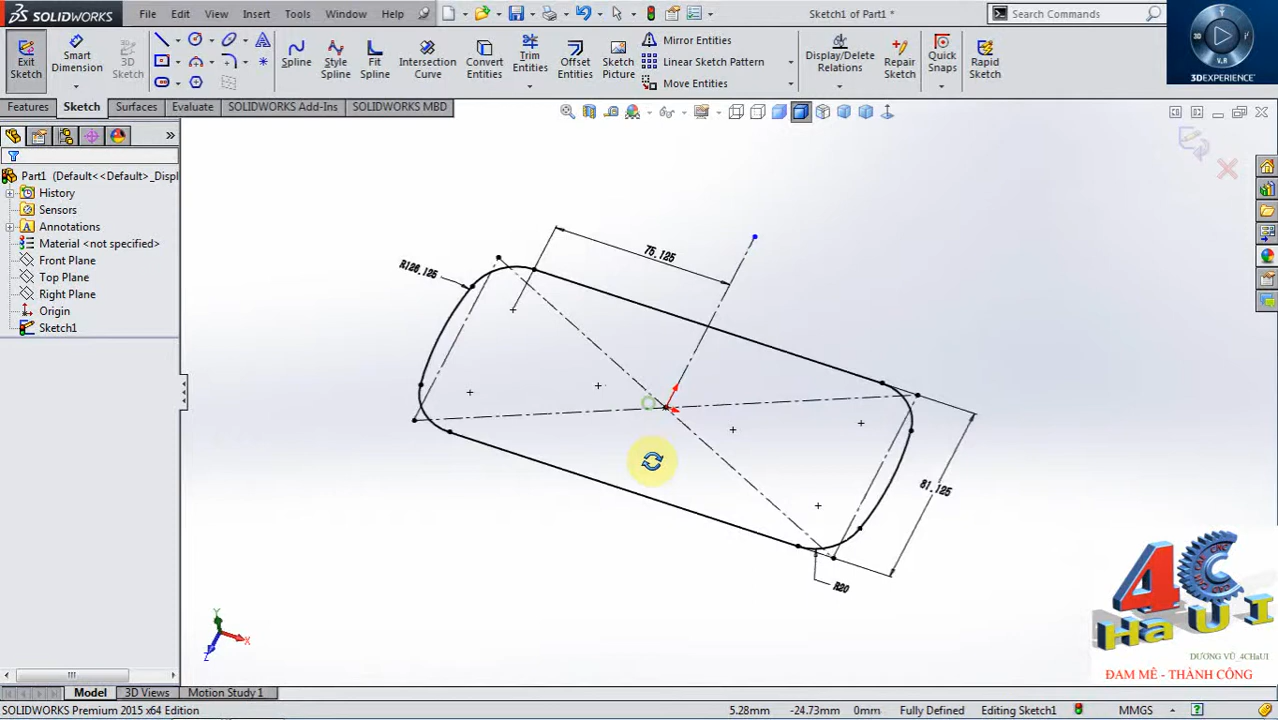 SOLIDWORKS
File
Edit
View
Insert
Tools
Window
Help
Sketch1 of Part1 *
Search Commands
3D
V.R
3DEXPERIENCE
Exit Sketch
Smart Dimension
3D Sketch
Spline
Style Spline
Fit Spline
Intersection Curve
Convert Entities
Trim Entities
Offset Entities
Sketch Picture
Mirror Entities
Linear Sketch Pattern
Move Entities
Display/Delete Relations
Repair Sketch
Quick Snaps
Rapid Sketch
Features
Sketch
Surfaces
Evaluate
SOLIDWORKS Add-Ins
SOLIDWORKS MBD
Part1 (Default<<Default>_Displ
History
Sensors
Annotations
Material <not specified>
Front Plane
Top Plane
Right Plane
Origin
Sketch1
75.125
R126.125
81.125
R20
Y
X
Z
4C
HaUI
DƯƠNG VŨ_4CHaUI
ĐAM MÊ - THÀNH CÔNG
Model
3D Views
Motion Study 1
SOLIDWORKS Premium 2015 x64 Edition
5.28mm
-24.73mm
0mm
Fully Defined
Editing Sketch1
MMGS